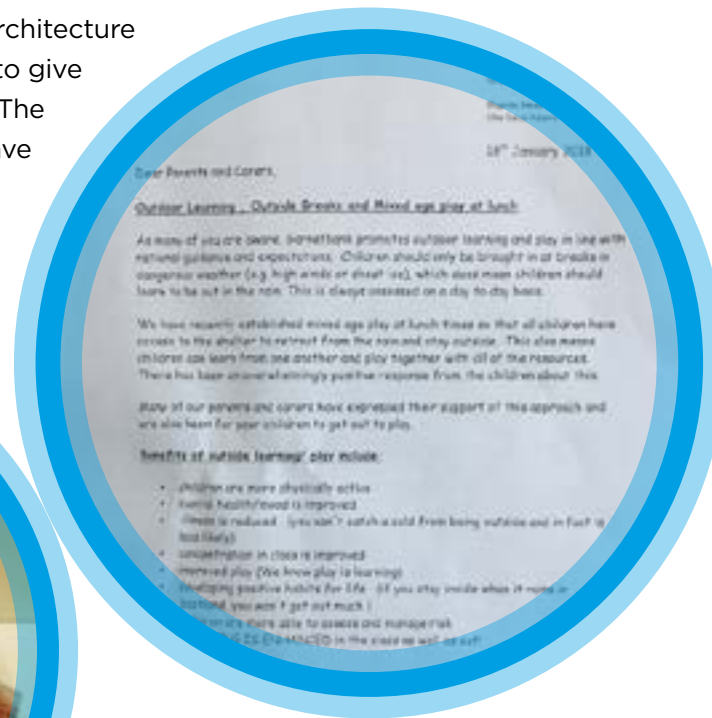 rchitecture
to give
The
ve
18th January
Dear Parents and Carers,
Outdoor Learning, Outside Breaks and Mixed age play at lunch
As many of you are aware, promotes outdoor learning and play in line with
national guidance and expectations. Children should only be brought in at breaks in
dangerous weather (e.g. high winds or sheet ice), which does mean children should
learn to be out in the rain. This is always assessed on a day to day basis.
We have recently established mixed age play at lunch times so that all children have
access to the shelter to retreat from the rain and stay outside. This also means
children can learn from one another and play together with all of the resources.
There has been an overwhelmingly positive response from the children about this.
Many of our parents and carers have expressed their support of this approach and
are also keen for your children to get out to play.
Benefits of outside learning/ play include:
children are more physically active
mental health/mood is improved
illness is reduced (you can't catch a cold from being outside and in fact is
less likely)
concentration in class is improved
improved play (We know play is learning)
Developing positive habits for life (if you stay inside when it rains in
Scotland you won't get out much
are more able to assess and manage risk
IS in the class as well as out!